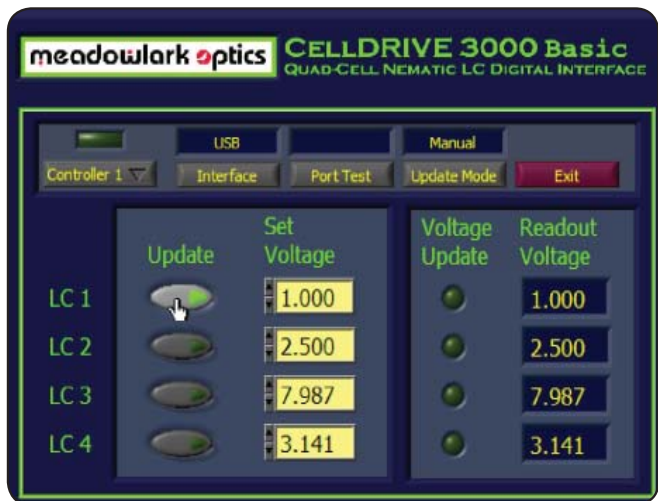 meadowlark optics
CELLDRIVE 3000 Basic
QUAD-CELL NEMATIC LC DIGITAL INTERFACE
USB Manual
Controller 1 Interface Port Test Update Mode Exit
Update Set Voltage Voltage Update Readout Voltage
LC 1 1.000 1.000
LC 2 2.500 2.500
LC 3 7.987 7.987
LC 4 3.141 3.141